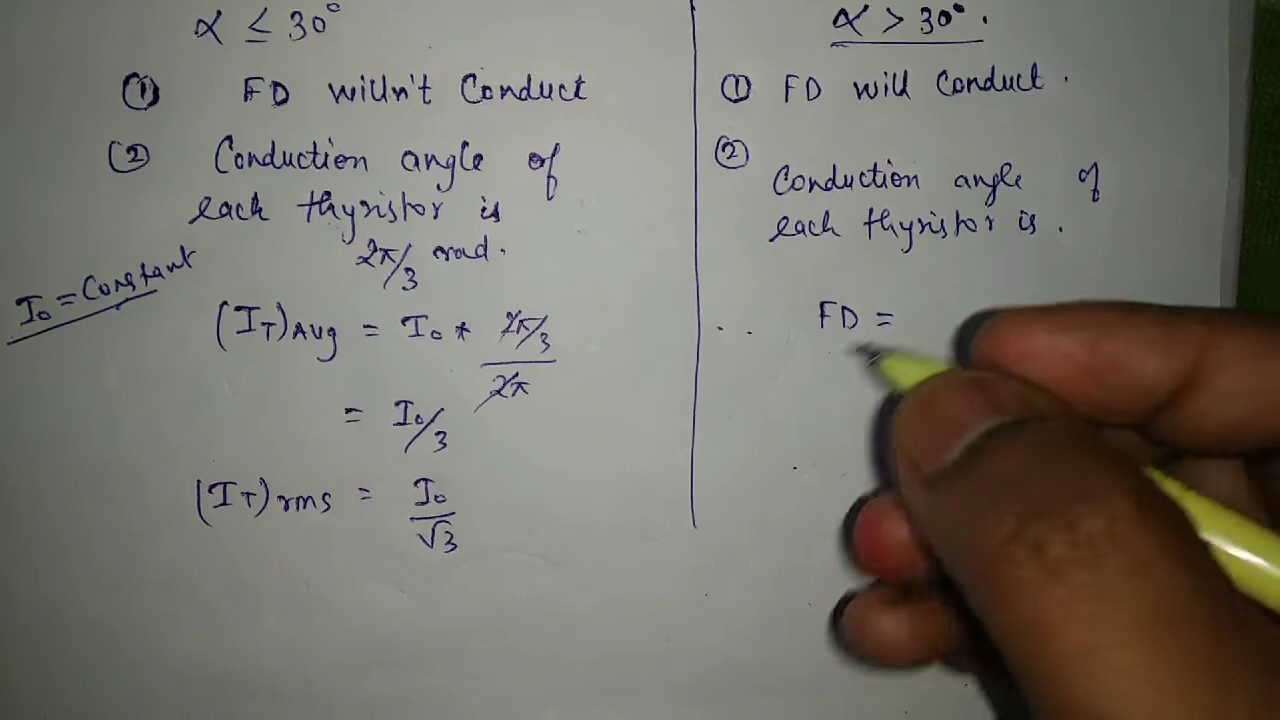 α ≤ 30°
① FD willn't Conduct
② Conduction angle of
each thyristor is
2π/3 rad.
I₀ = Constant
(I_T)Avg = I₀ * 2π/3 / 2π
= I₀/3
(I_T)rms = I₀/√3
α > 30°.
① FD will Conduct.
② Conduction angle of
each thyristor is.
FD =